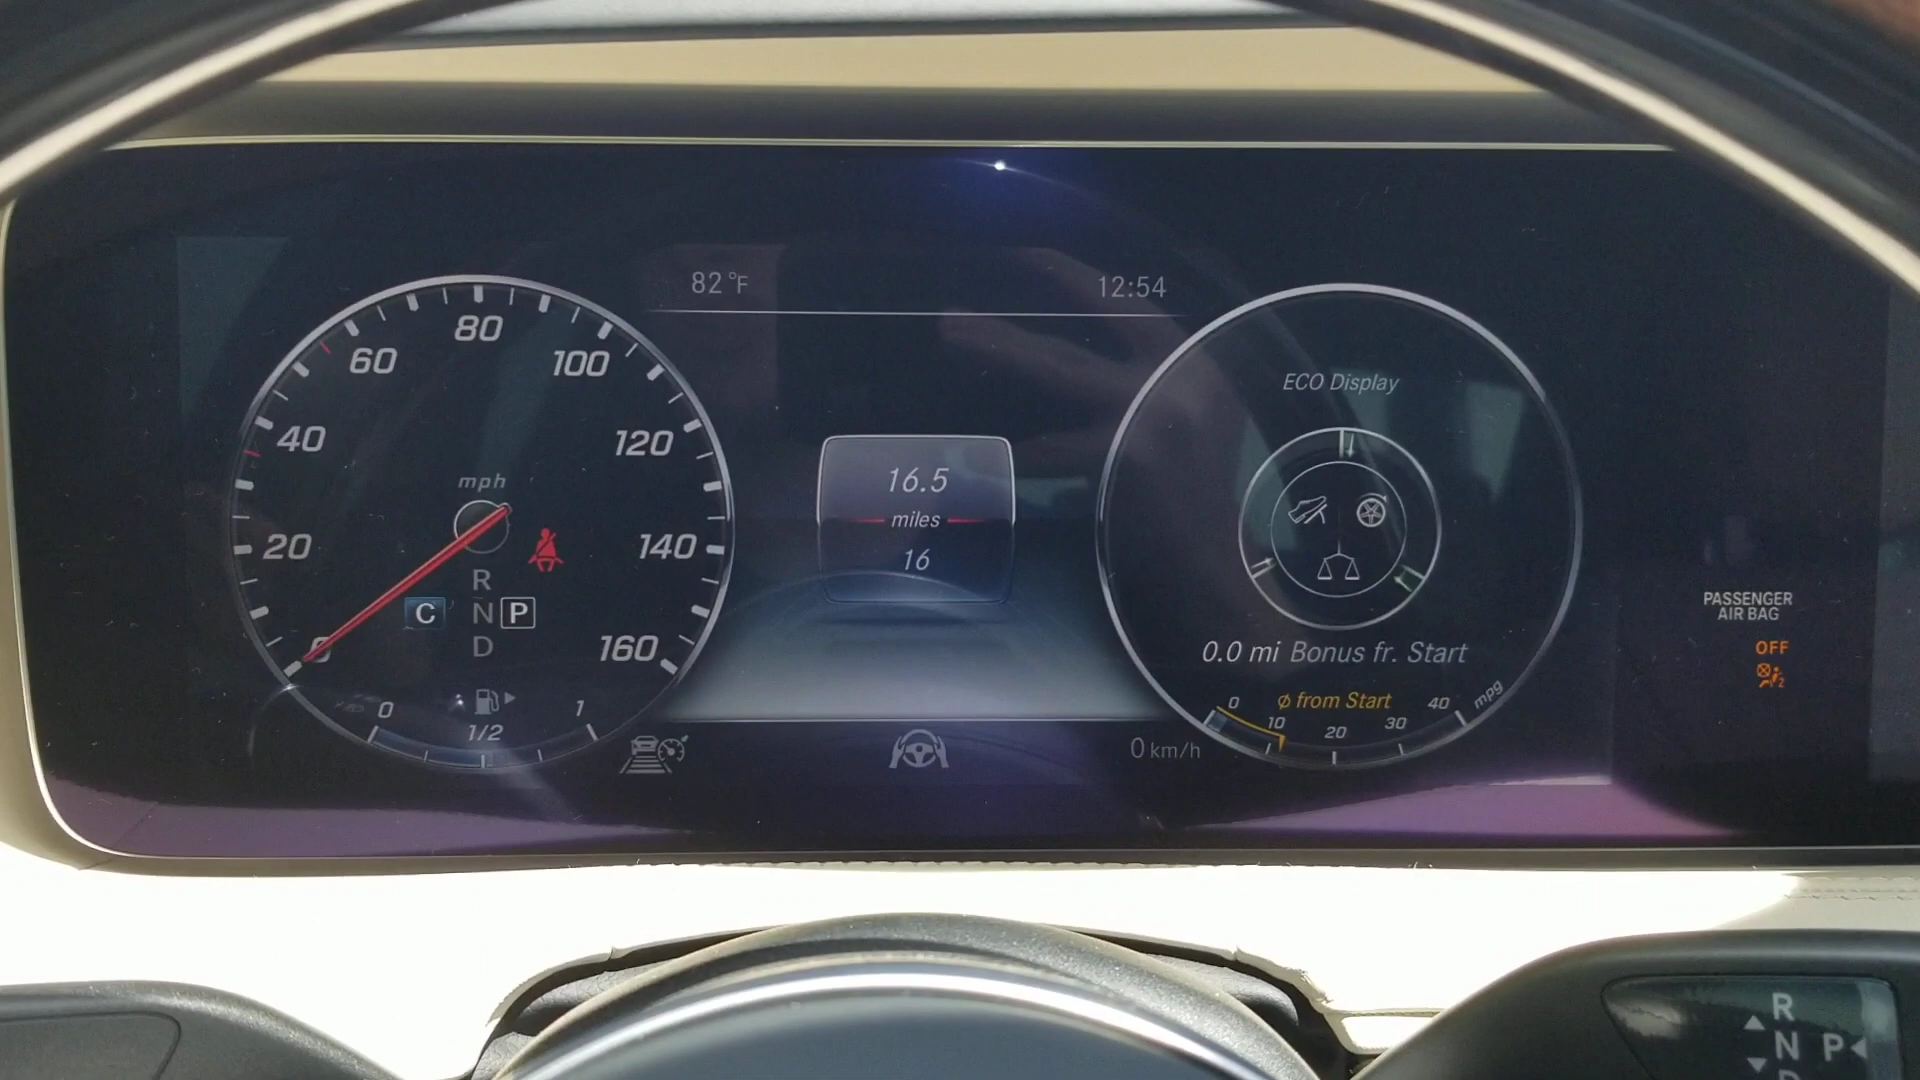 82°F
12:54
80
60
100
40
120
mph
20
140
0
160
R
C
N
P
D
0
1/2
1
16.5
miles
16
ECO Display
0.0 mi Bonus fr. Start
ø from Start
0
10
20
30
40
mpg
0 km/h
PASSENGER
AIR BAG
OFF
2
R
N P
D